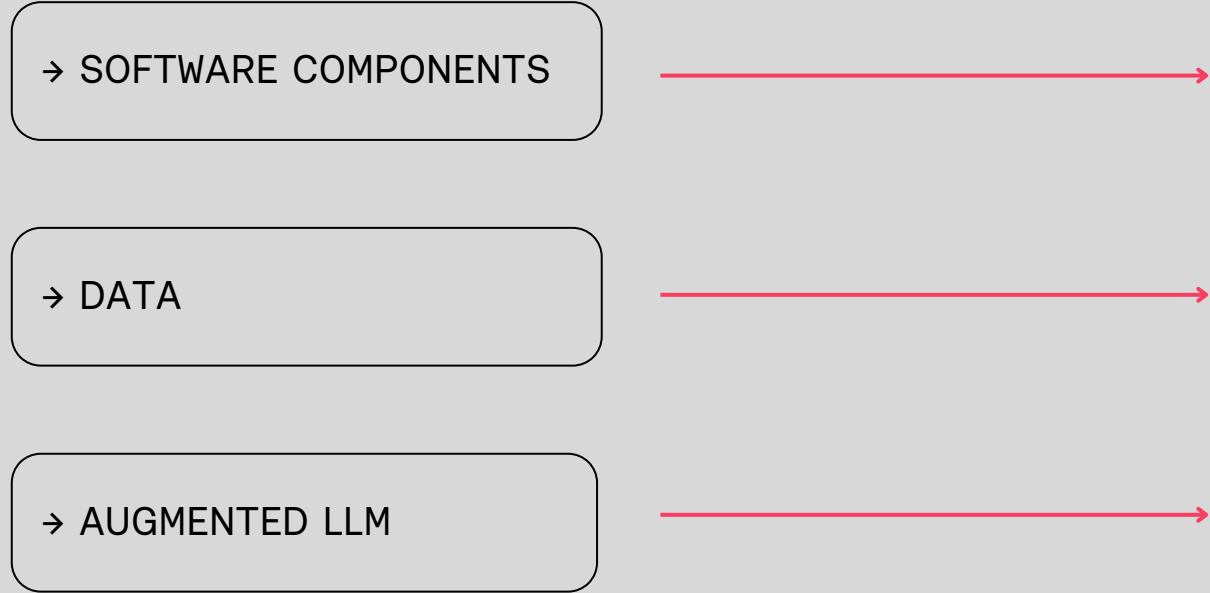 → SOFTWARE COMPONENTS
→ DATA
→ AUGMENTED LLM